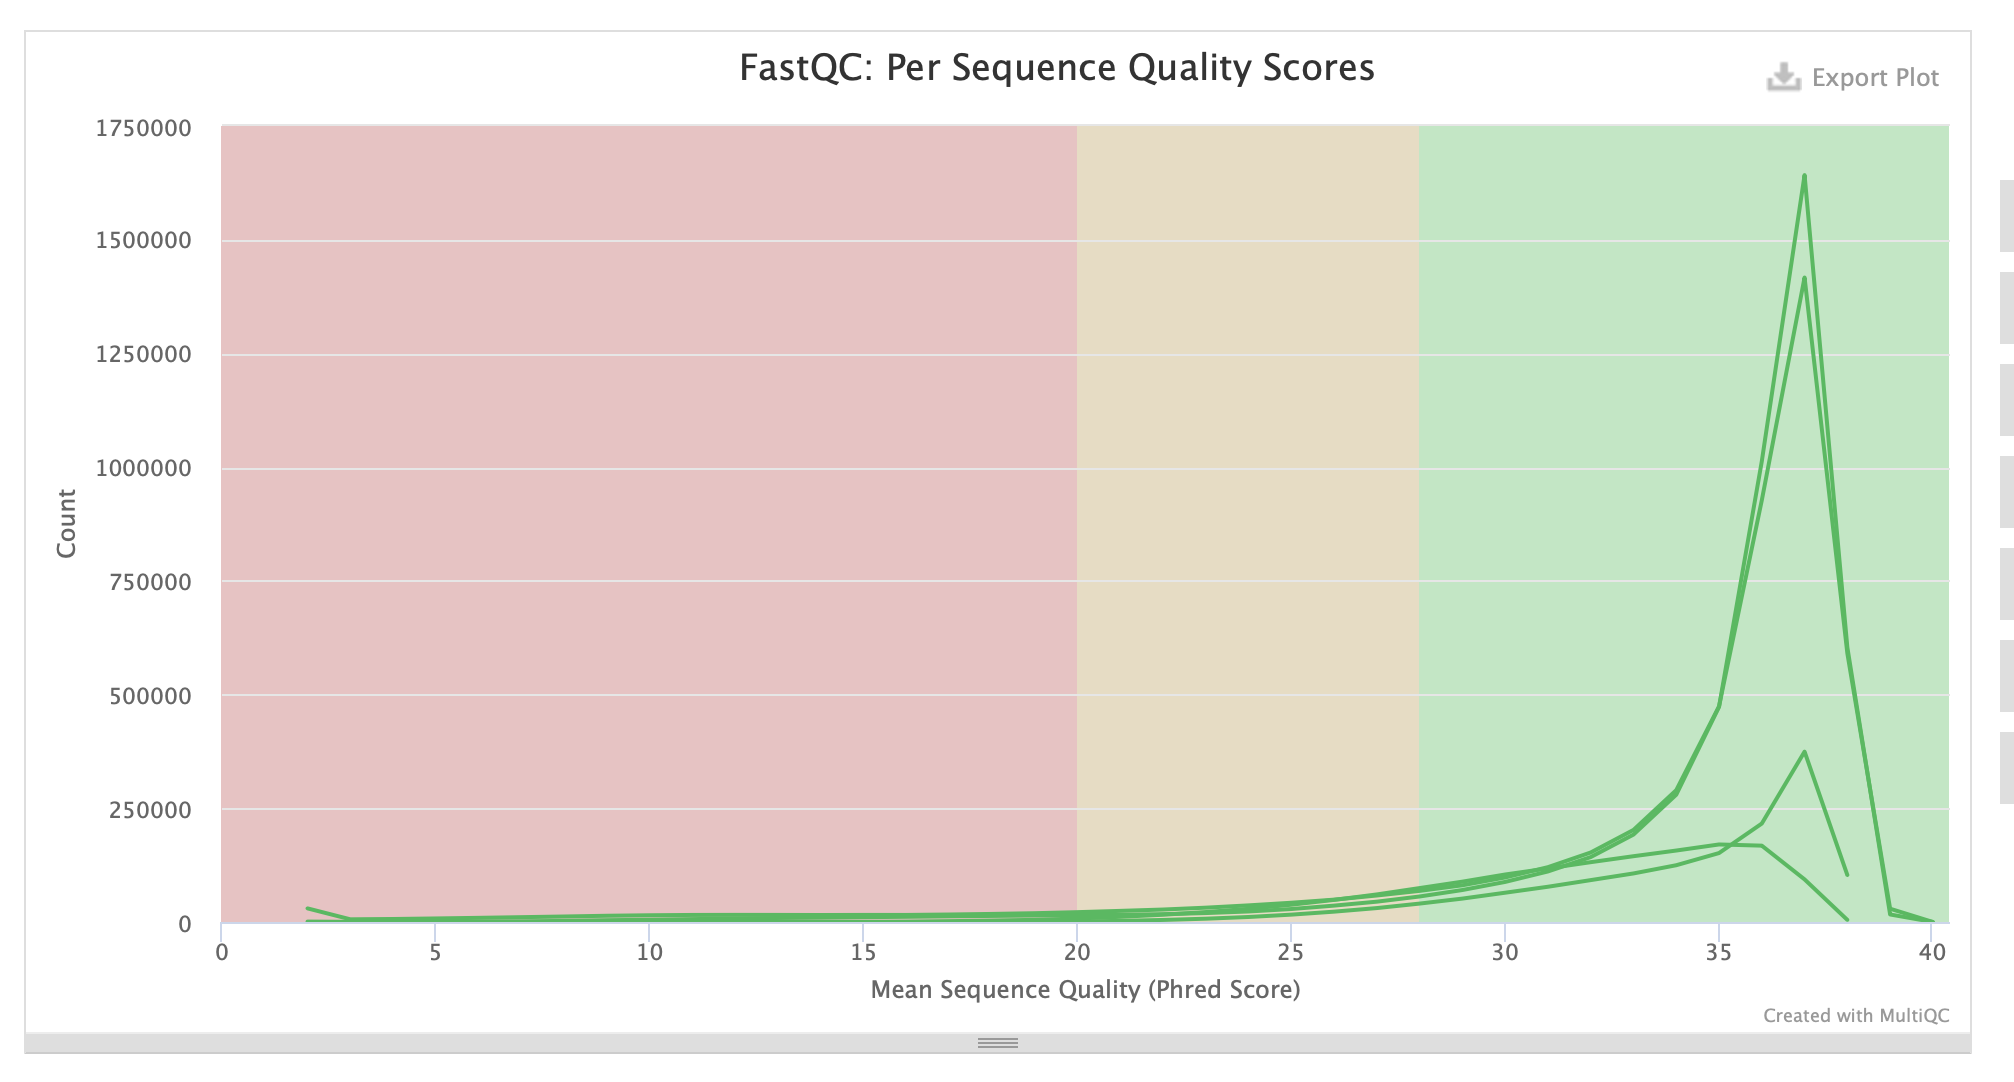 FastQC: Per Sequence Quality Scores
Export Plot
1750000
1500000
1250000
1000000
750000
500000
250000
0
Count
0 5 10 15 20 25 30 35 40
Mean Sequence Quality (Phred Score)
Created with MultiQC